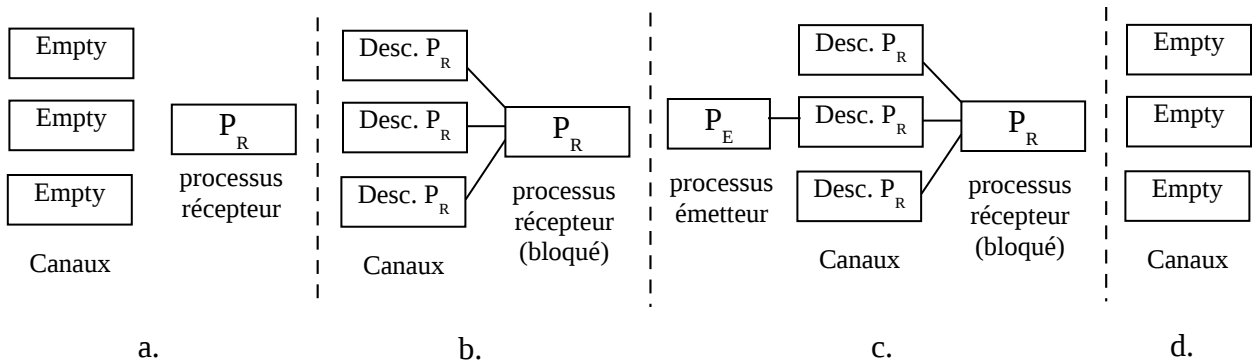 Empty
Empty
Empty
Canaux
P_R
processus
récepteur
a.
Desc. P_R
Desc. P_R
Desc. P_R
Canaux
P_R
processus
récepteur
(bloqué)
b.
P_E
processus
émetteur
Desc. P_R
Desc. P_R
Desc. P_R
Canaux
P_R
processus
récepteur
(bloqué)
c.
Empty
Empty
Empty
Canaux
d.